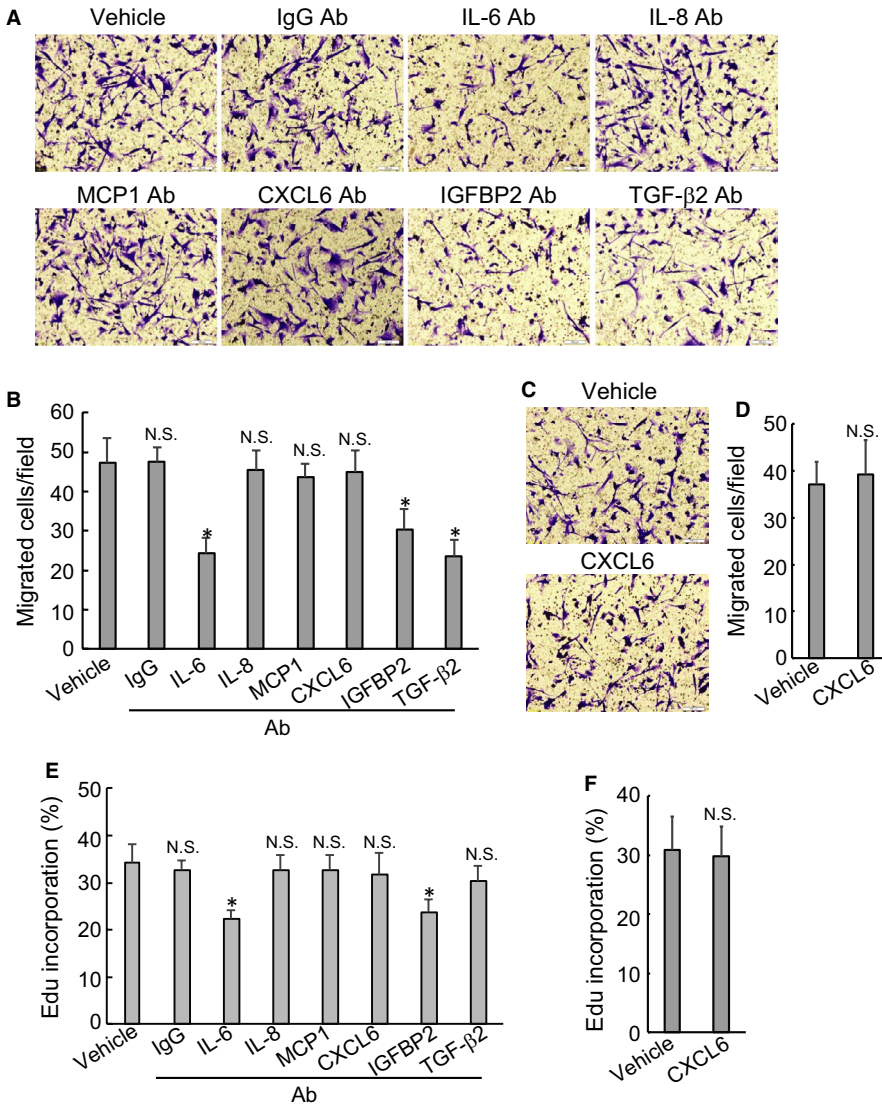 A
Vehicle IgG Ab IL-6 Ab IL-8 Ab
MCP1 Ab CXCL6 Ab IGFBP2 Ab TGF-β2 Ab
B
Migrated cells/field
60
50
40
30
20
10
0
N.S.
*
N.S.
N.S.
N.S.
*
*
Vehicle IgG IL-6 IL-8 MCP1 CXCL6 IGFBP2 TGF-β2
Ab
C
Vehicle
CXCL6
D
Migrated cells/field
50
40
30
20
10
0
N.S.
Vehicle CXCL6
E
Edu incorporation (%)
50
40
30
20
10
0
N.S.
*
N.S.
N.S.
N.S.
*
N.S.
Vehicle IgG IL-6 IL-8 MCP1 CXCL6 IGFBP2 TGF-β2
Ab
F
Edu incorporation (%)
40
30
20
10
0
N.S.
Vehicle CXCL6